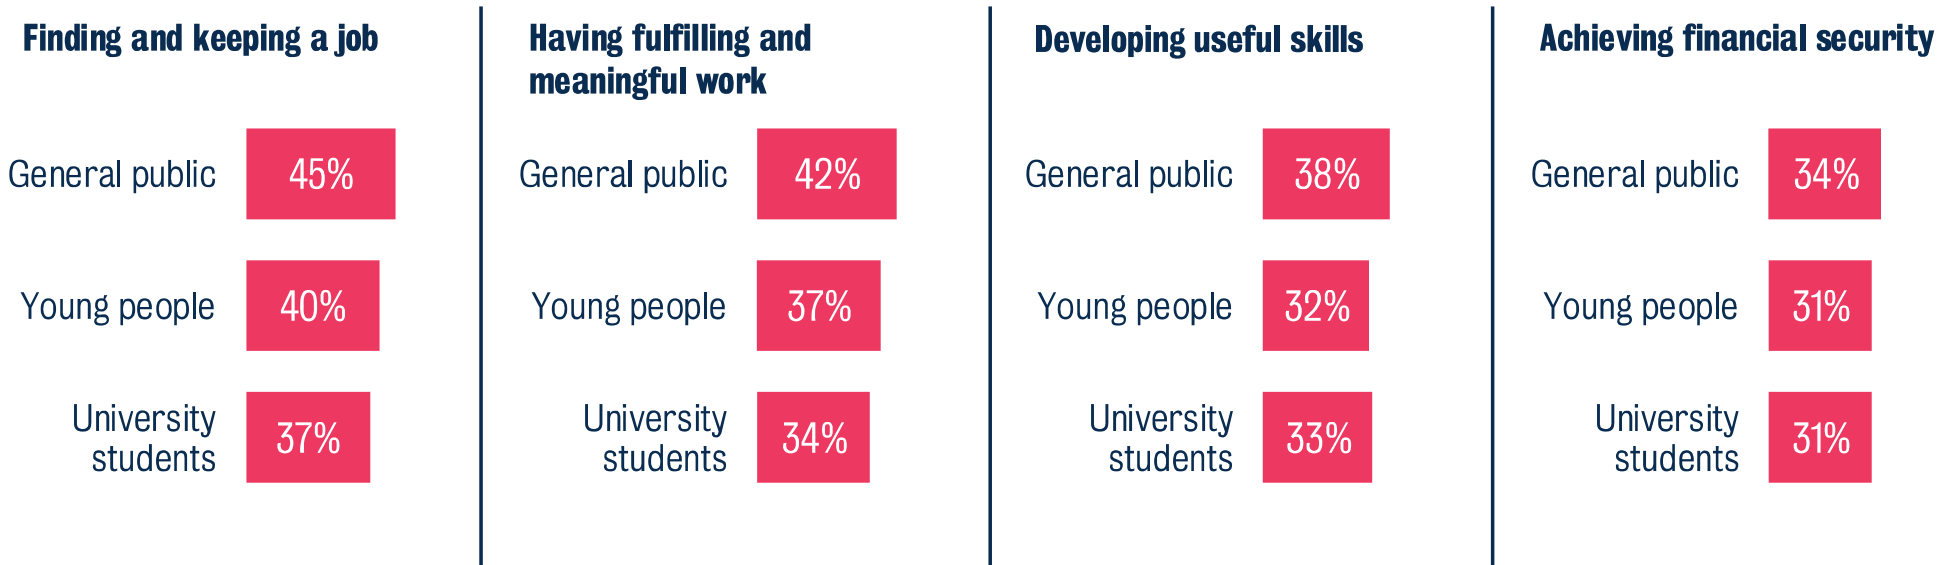 Finding and keeping a job
General public
45%
Young people
40%
University
students
37%
Having fulfilling and
meaningful work
General public
42%
Young people
37%
University
students
34%
Developing useful skills
General public
38%
Young people
32%
University
students
33%
Achieving financial security
General public
34%
Young people
31%
University
students
31%